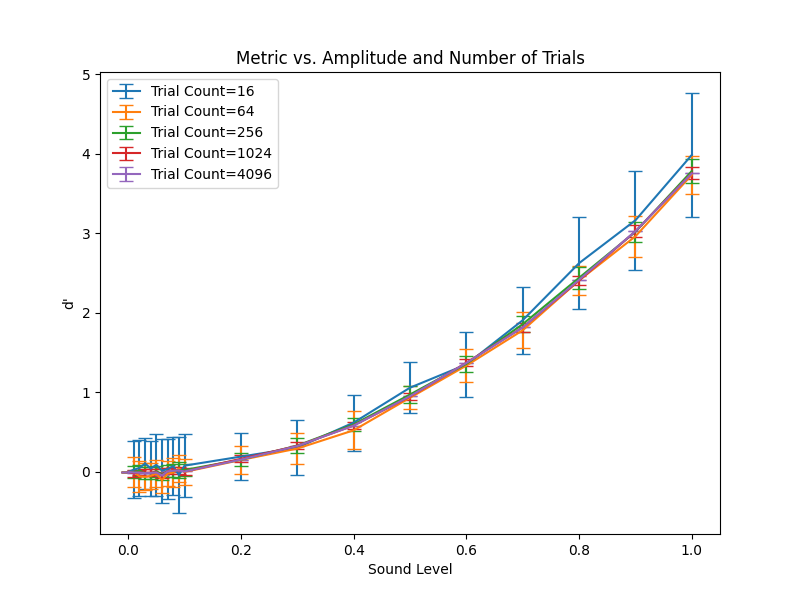 Metric vs. Amplitude and Number of Trials
5
4
3
2
1
0
d'
Trial Count=16
Trial Count=64
Trial Count=256
Trial Count=1024
Trial Count=4096
0.0 0.2 0.4 0.6 0.8 1.0
Sound Level